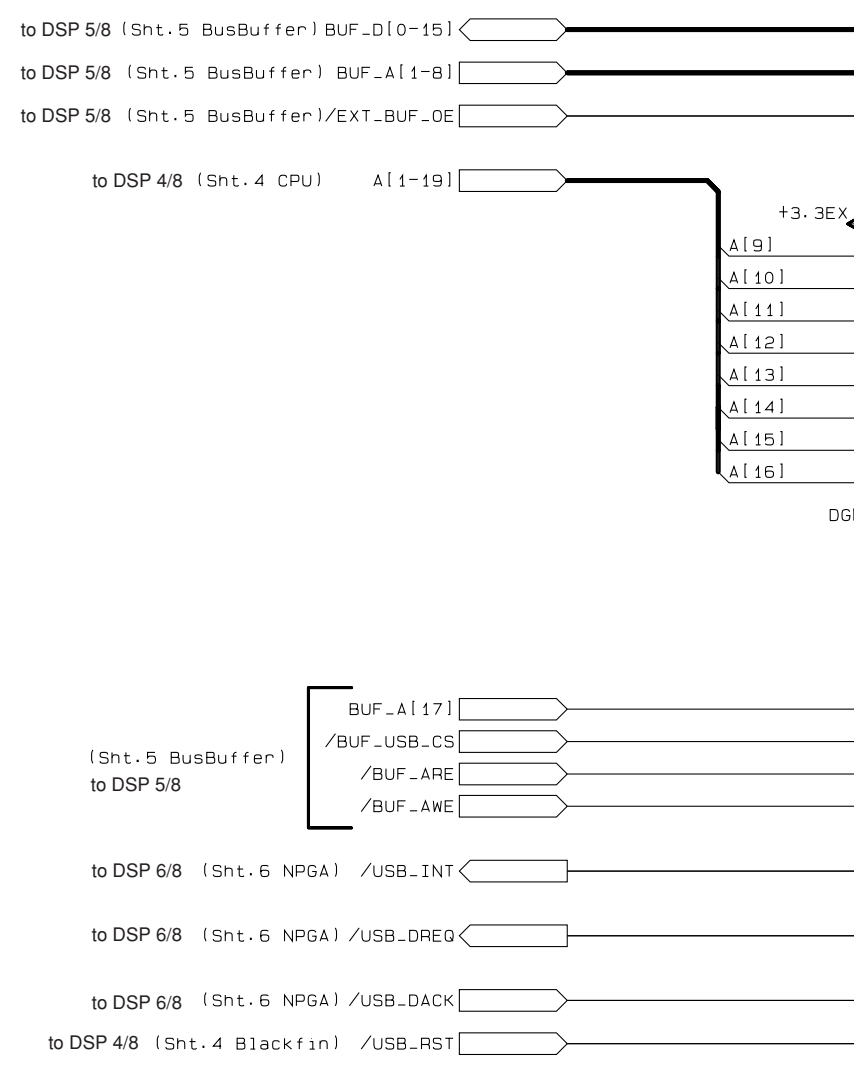 to DSP 5/8 (Sht.5 BusBuffer) BUF_D[0-15]
to DSP 5/8 (Sht.5 BusBuffer) BUF_A[1-8]
to DSP 5/8 (Sht.5 BusBuffer)/EXT_BUF_OE
to DSP 4/8 (Sht.4 CPU) A[1-19]
+3.3EX
A[9]
A[10]
A[11]
A[12]
A[13]
A[14]
A[15]
A[16]
BUF_A[17]
/BUF_USB_CS
(Sht.5 BusBuffer)
to DSP 5/8
/BUF_ARE
/BUF_AWE
to DSP 6/8 (Sht.6 NPGA) /USB_INT
to DSP 6/8 (Sht.6 NPGA) /USB_DREQ
to DSP 6/8 (Sht.6 NPGA) /USB_DACK
to DSP 4/8 (Sht.4 Blackfin) /USB_RST